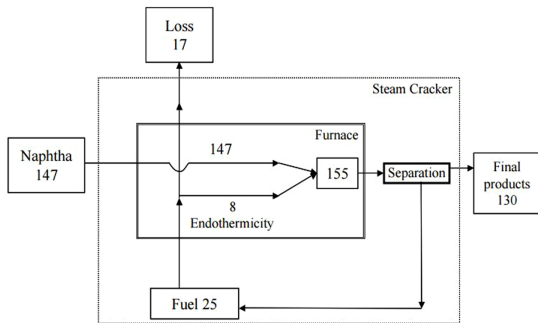 Loss
17
Steam Cracker
Furnace
147
Naphtha
147
155
Separation
Final
products
130
8
Endothermicity
Fuel 25